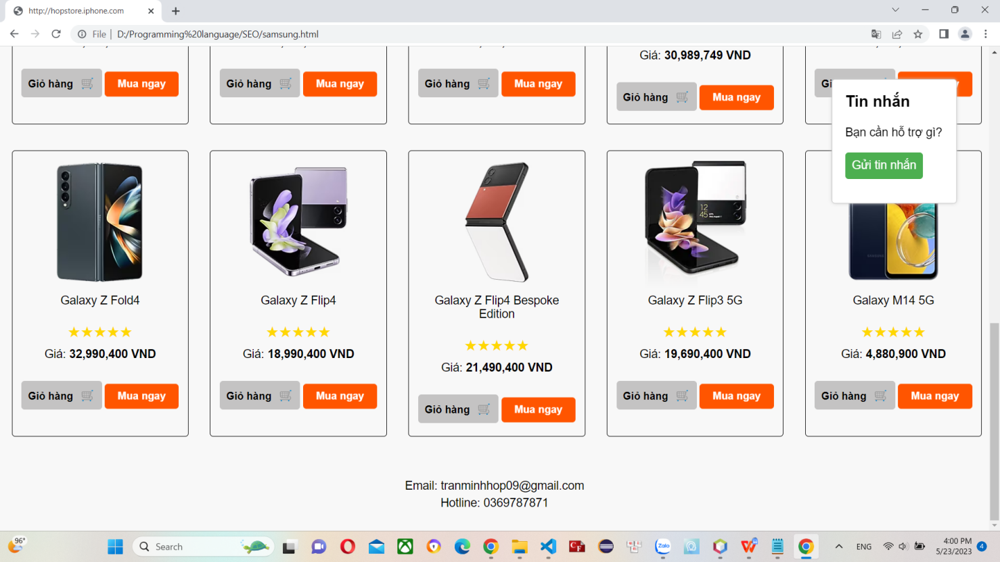 http://hopstore.iphone.com
File | D:/Programming%20language/SEO/samsung.html
Giá: 30,989,749 VND
Giỏ hàng Mua ngay
Giỏ hàng Mua ngay
Giỏ hàng Mua ngay
Giỏ hàng Mua ngay
Tin nhắn
Bạn cần hỗ trợ gì?
Gửi tin nhắn
12
45
SAMSUNG
Galaxy Z Fold4
★★★★★
Giá: 32,990,400 VND
Giỏ hàng Mua ngay
Galaxy Z Flip4
★★★★★
Giá: 18,990,400 VND
Giỏ hàng Mua ngay
Galaxy Z Flip4 Bespoke
Edition
★★★★★
Giá: 21,490,400 VND
Giỏ hàng Mua ngay
Galaxy Z Flip3 5G
★★★★★
Giá: 19,690,400 VND
Giỏ hàng Mua ngay
Galaxy M14 5G
★★★★★
Giá: 4,880,900 VND
Giỏ hàng Mua ngay
Email: tranminhhop09@gmail.com
Hotline: 0369787871
96°
Search
Zalo
ENG
4:00 PM
5/23/2023
4